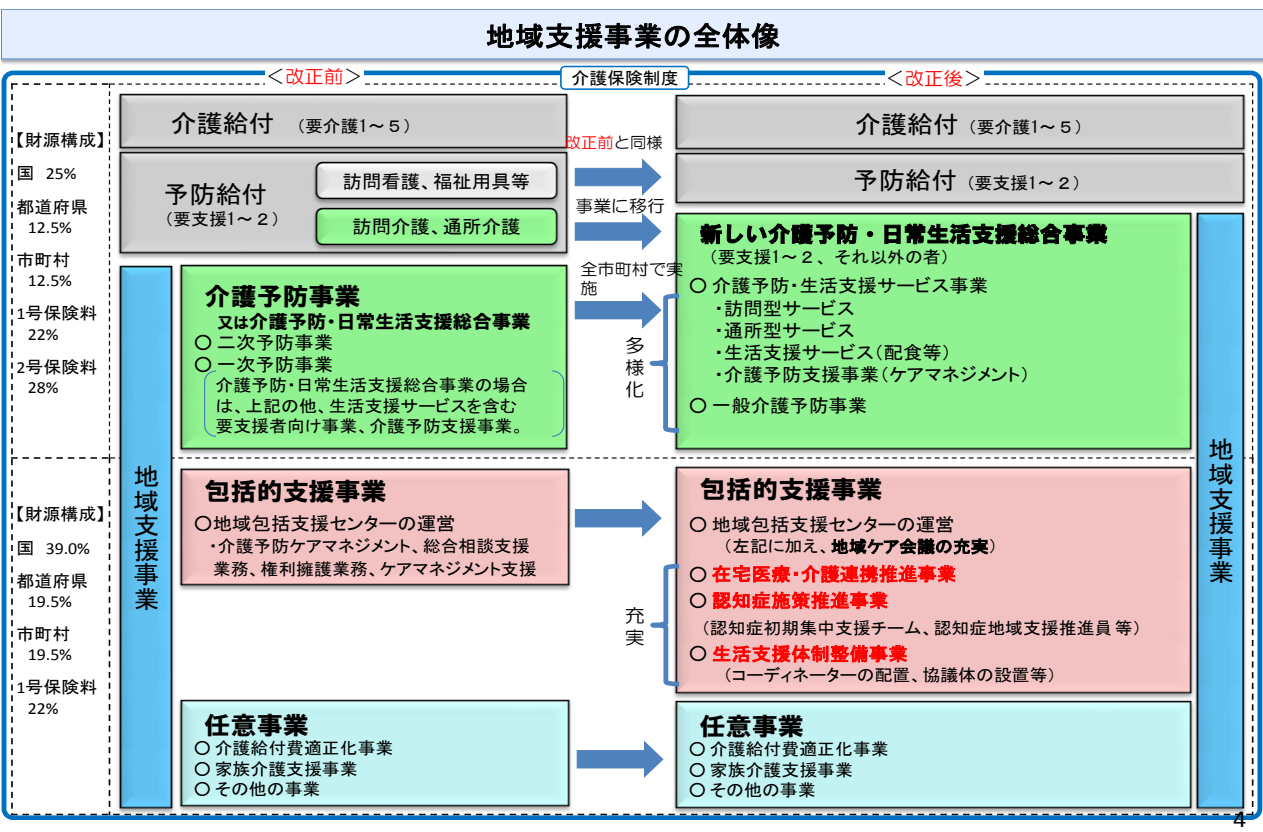 地域支援事業の全体像
＜改正前＞
介護保険制度
＜改正後＞
【財源構成】
国 25%
都道府県
12.5%
市町村
12.5%
1号保険料
22%
2号保険料
28%
介護給付 （要介護1～５）
予防給付
（要支援1～２）
訪問看護、福祉用具等
訪問介護、通所介護
改正前と同様
事業に移行
全市町村で実
施
介護給付（要介護1～５）
予防給付（要支援1～２）
介護予防事業
又は介護予防・日常生活支援総合事業
○ 二次予防事業
○ 一次予防事業
介護予防・日常生活支援総合事業の場合
は、上記の他、生活支援サービスを含む
要支援者向け事業、介護予防支援事業。
多様化
新しい介護予防・日常生活支援総合事業
（要支援1～２、それ以外の者）
○ 介護予防・生活支援サービス事業
・訪問型サービス
・通所型サービス
・生活支援サービス（配食等）
・介護予防支援事業（ケアマネジメント）
○ 一般介護予防事業
【財源構成】
国 39.0%
都道府県
19.5%
市町村
19.5%
1号保険料
22%
地域支援事業
包括的支援事業
○地域包括支援センターの運営
・介護予防ケアマネジメント、総合相談支援
業務、権利擁護業務、ケアマネジメント支援
充実
包括的支援事業
○ 地域包括支援センターの運営
（左記に加え、地域ケア会議の充実）
○ 在宅医療・介護連携推進事業
○ 認知症施策推進事業
（認知症初期集中支援チーム、認知症地域支援推進員 等）
○ 生活支援体制整備事業
（コーディネーターの配置、協議体の設置等）
地域支援事業
任意事業
○ 介護給付費適正化事業
○ 家族介護支援事業
○ その他の事業
任意事業
○ 介護給付費適正化事業
○ 家族介護支援事業
○ その他の事業
4